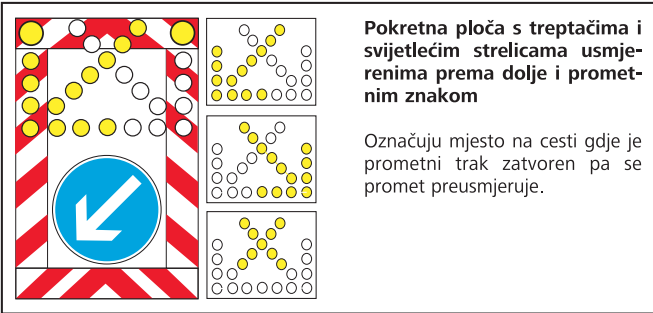 Pokretna ploča s treptačima i
svijetlećim strelicama usmje-
renima prema dolje i promet-
nim znakom
Označuju mjesto na cesti gdje je
prometni trak zatvoren pa se
promet preusmjeruje.